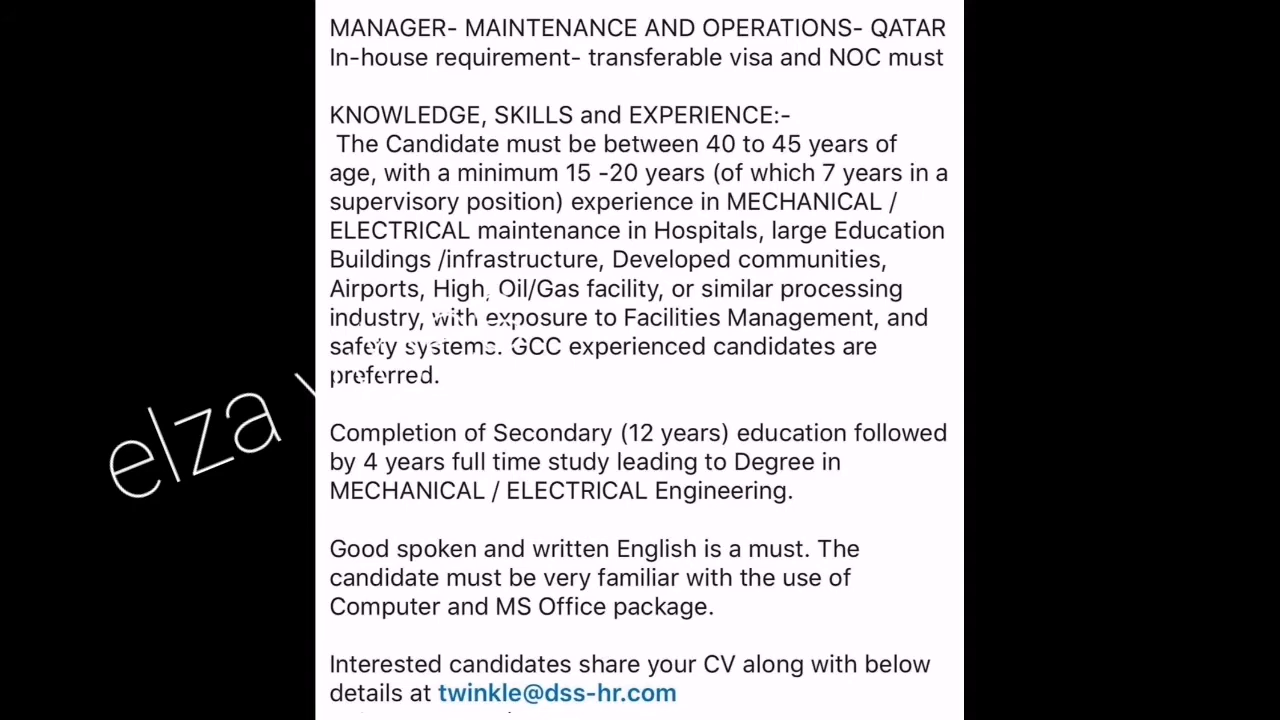 MANAGER- MAINTENANCE AND OPERATIONS- QATAR
In-house requirement- transferable visa and NOC must
KNOWLEDGE, SKILLS and EXPERIENCE:-
The Candidate must be between 40 to 45 years of
age, with a minimum 15 -20 years (of which 7 years in a
supervisory position) experience in MECHANICAL /
ELECTRICAL maintenance in Hospitals, large Education
Buildings /infrastructure, Developed communities,
Airports, High, Oil/Gas facility, or similar processing
industry, with exposure to Facilities Management, and
safety systems. GCC experienced candidates are
preferred.
elza
Completion of Secondary (12 years) education followed
by 4 years full time study leading to Degree in
MECHANICAL / ELECTRICAL Engineering.
Good spoken and written English is a must. The
candidate must be very familiar with the use of
Computer and MS Office package.
Interested candidates share your CV along with below
details at twinkle@dss-hr.com